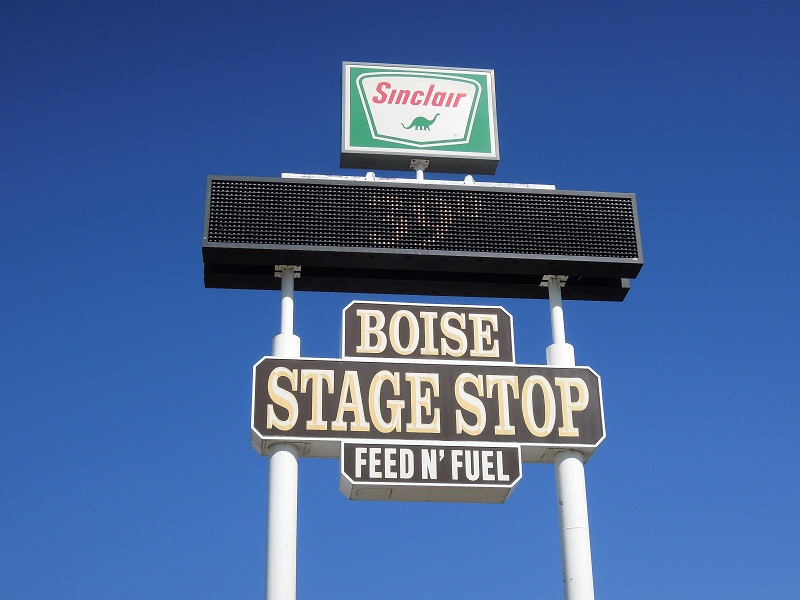 Sinclair
BOISE
STAGE STOP
FEED N' FUEL